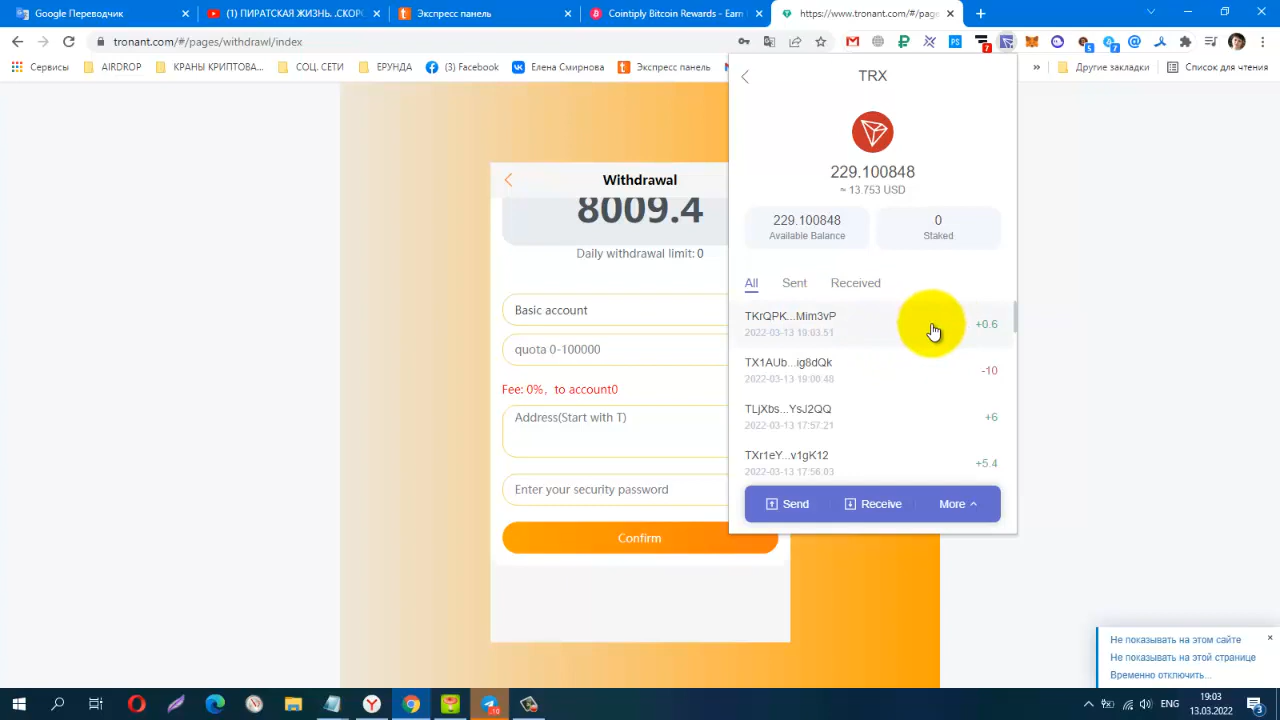 Google Переводчик
(1) ПИРАТСКАЯ ЖИЗНЬ .СКОР
Экспресс панель
Cointiply Bitcoin Rewards - Earn
https://www.tronant.com/#/page
tronant.com/#/pages/withdrawl/index
Сервисы
AIRDROP
КРАНЫ КРИПТОВА...
СОЦ. СЕТИ
ЕРУНДА
(3) Facebook
Елена Смирнова
Экспресс панель
»
Другие закладки
Список для чтения
TRX
229.100848
≈ 13.753 USD
229.100848
Available Balance
0
Staked
All
Sent
Received
TKrQPK...Mim3vP
2022-03-13 19:03:51
+0.6
TX1AUb...ig8dQk
2022-03-13 19:00:48
-10
TLjXbs...YsJ2QQ
2022-03-13 17:57:21
+6
TXr1eY...v1gK12
2022-03-13 17:56:03
+5.4
Send
Receive
More
Withdrawal
8009.4
Daily withdrawal limit: 0
Basic account
quota 0-100000
Fee: 0%, to account0
Address(Start with T)
Enter your security password
Confirm
Не показывать на этом сайте
Не показывать на этой странице
Временно отключить...
ENG
19:03
13.03.2022